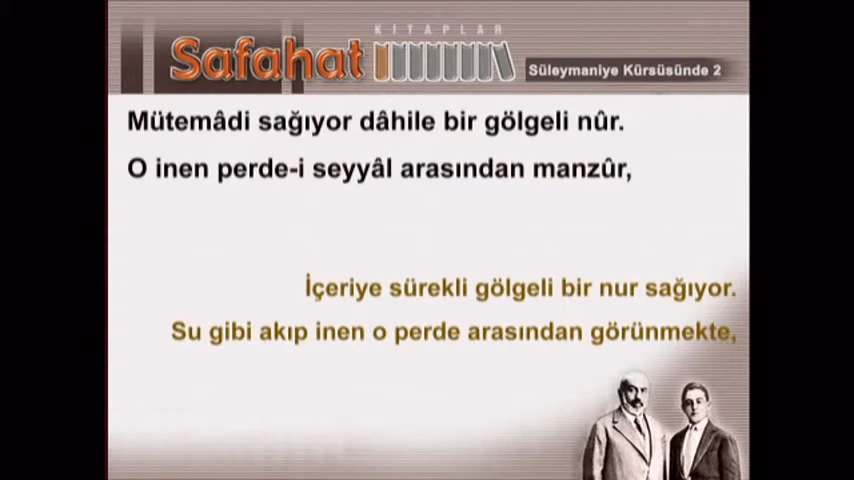 KİTAPLAR
Safahat
Süleymaniye Kürsüsünde 2
Mütemâdi sağıyor dâhile bir gölgeli nûr.
O inen perde-i seyyâl arasından manzûr,
İçeriye sürekli gölgeli bir nur sağıyor.
Su gibi akıp inen o perde arasından görünmekte,